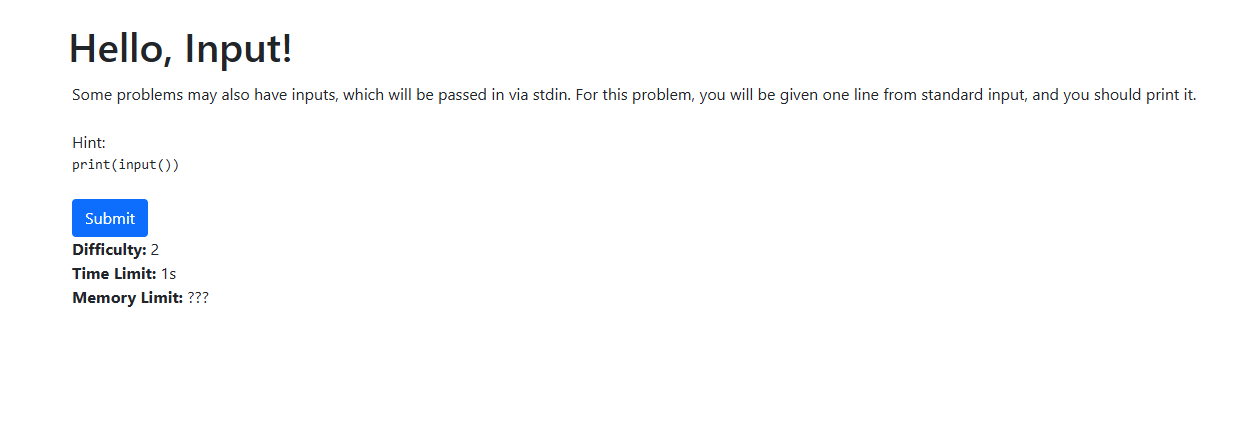 Hello, Input!
Some problems may also have inputs, which will be passed in via stdin. For this problem, you will be given one line from standard input, and you should print it.
Hint:
print(input())
Submit
Difficulty: 2
Time Limit: 1s
Memory Limit: ???